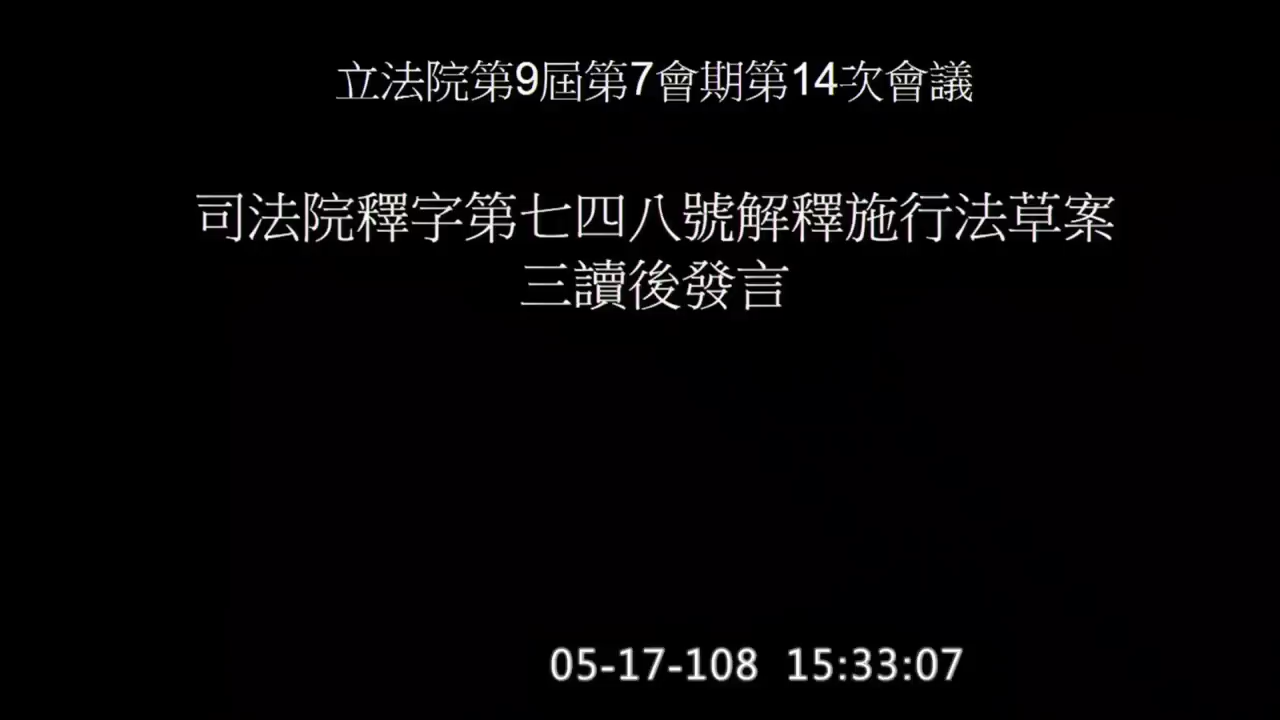 立法院第9屆第7會期第14次會議
司法院釋字第七四八號解釋施行法草案
三讀後發言
05-17-108 15:33:07